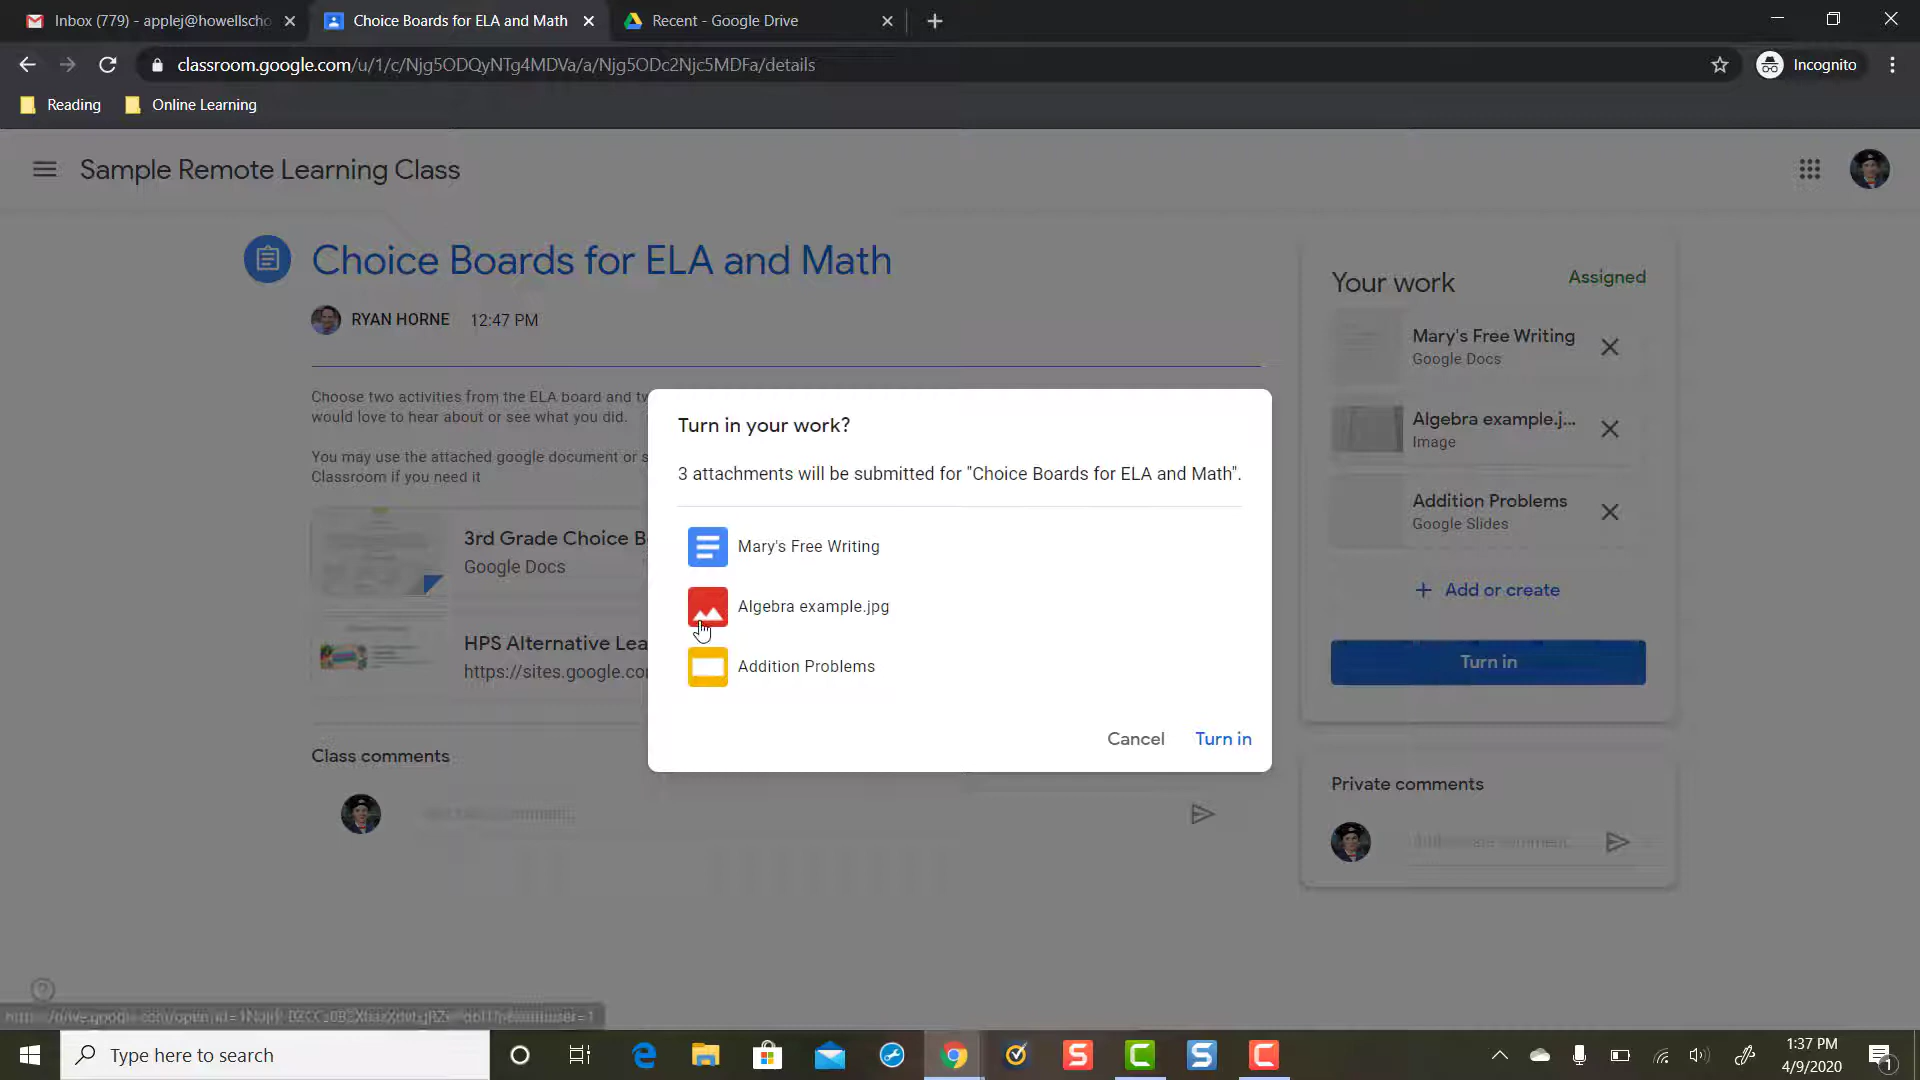 Inbox (779) - applej@howellscho
Choice Boards for ELA and Math
Recent - Google Drive
classroom.google.com/u/1/c/Njg5ODQyNTg4MDVa/a/Njg5ODc2Njc5MDFa/details
Incognito
Reading
Online Learning
Sample Remote Learning Class
Choice Boards for ELA and Math
RYAN HORNE 12:47 PM
Choose two activities from the ELA board and tw
would love to hear about or see what you did.
You may use the attached google document or s
Classroom if you need it
3rd Grade Choice B
Google Docs
HPS Alternative Lea
https://sites.google.co
Class comments
Turn in your work?
3 attachments will be submitted for "Choice Boards for ELA and Math".
Mary's Free Writing
Algebra example.jpg
Addition Problems
Cancel
Turn in
Your work
Assigned
Mary's Free Writing
Google Docs
Algebra example.j...
Image
Addition Problems
Google Slides
+ Add or create
Turn in
Private comments
Type here to search
1:37 PM
4/9/2020
1